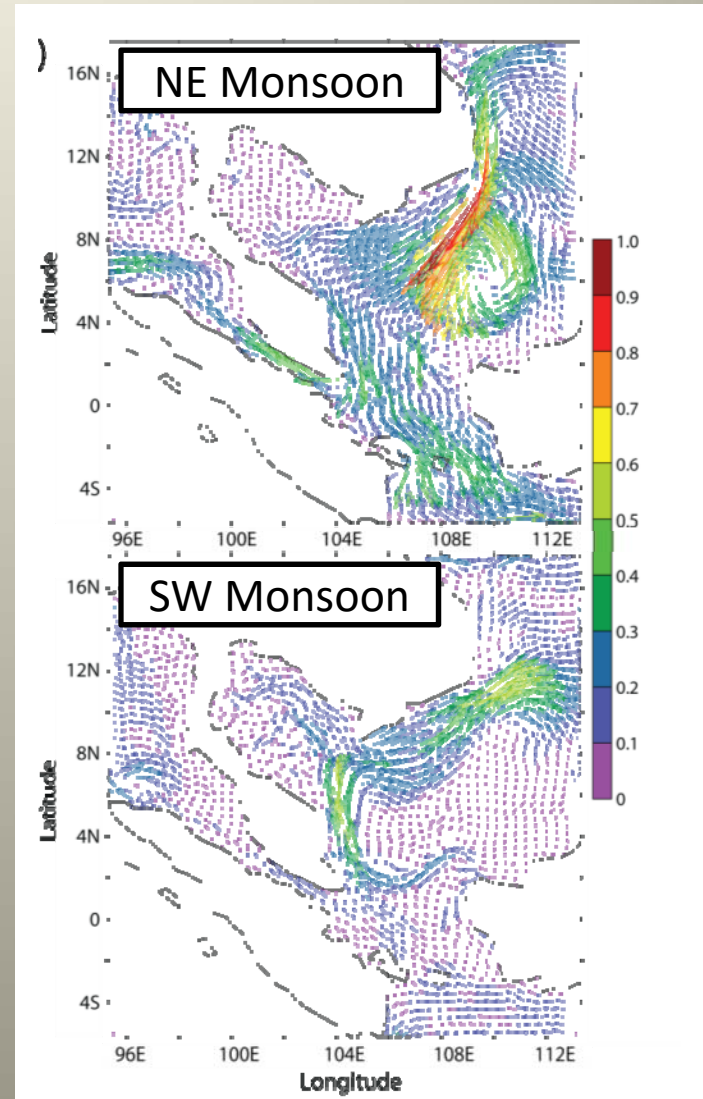 )
NE Monsoon
16N
12N
8N
4N
0
4S
Latitude
96E 100E 104E 108E 112E
1.0
0.9
0.8
0.7
0.6
0.5
0.4
0.3
0.2
0.1
0
SW Monsoon
16N
12N
8N
4N
0
4S
Latitude
96E 100E 104E 108E 112E
Longitude